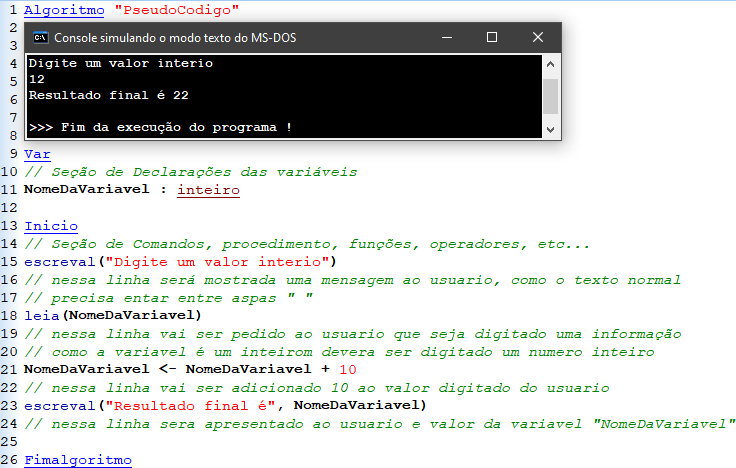 1 Algoritmo "PseudoCodigo"
2
3
Console simulando o modo texto do MS-DOS
4
Digite um valor interio
5
12
6
Resultado final é 22
7
>>> Fim da execução do programa !
8
9 Var
10 // Seção de Declarações das variáveis
11 NomeDaVariavel : inteiro
12
13 Inicio
14 // Seção de Comandos, procedimento, funções, operadores, etc...
15 escreval("Digite um valor interio")
16 // nessa linha será mostrada uma mensagem ao usuario, como o texto normal
17 // precisa entar entre aspas " "
18 leia(NomeDaVariavel)
19 // nessa linha vai ser pedido ao usuario que seja digitado uma informação
20 // como a variavel é um inteirom devera ser digitado um numero inteiro
21 NomeDaVariavel <- NomeDaVariavel + 10
22 // nessa linha vai ser adicionado 10 ao valor digitado do usuario
23 escreval("Resultado final é", NomeDaVariavel)
24 // nessa linha sera apresentado ao usuario e valor da variavel "NomeDaVariavel"
25
26 Fimalgoritmo